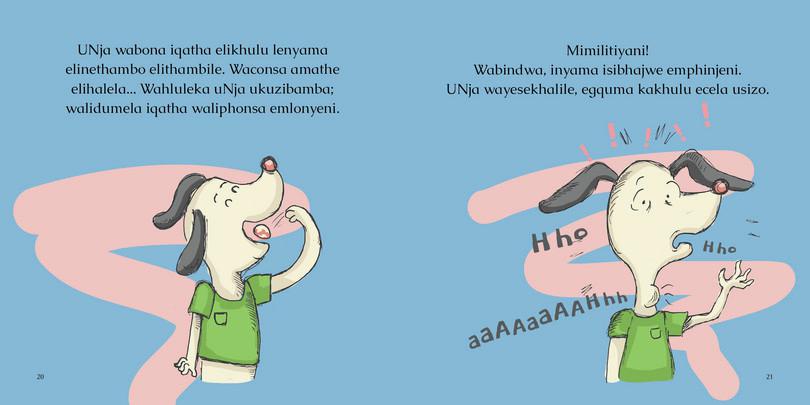 UNja wabona iqatha elikhulu lenyama
elinethambo elithambile. Waconsa amathe
elihalela... Wahluleka uNja ukuzibamba;
walidumela iqatha waliphonsa emlonyeni.
20
Mimilitiyani!
Wabindwa, inyama isibhajwe emphinjeni.
UNja wayesekhalile, egquma kakhulu ecela usizo.
! ! ! ! !
Hho
Hho
aaAAaaAAHhh
21